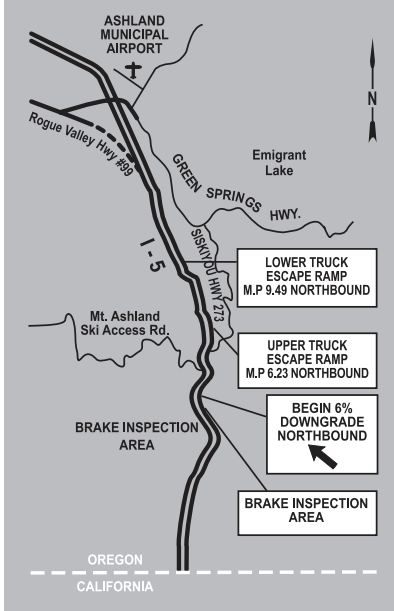 ASHLAND
MUNICIPAL
AIRPORT
N
Rogue Valley Hwy #99
GREEN SPRINGS
HWY.
Emigrant
Lake
SISKIYOU HWY 273
I - 5
LOWER TRUCK
ESCAPE RAMP
M.P 9.49 NORTHBOUND
Mt. Ashland
Ski Access Rd.
UPPER TRUCK
ESCAPE RAMP
M.P 6.23 NORTHBOUND
BEGIN 6%
DOWNGRADE
NORTHBOUND
BRAKE INSPECTION
AREA
BRAKE INSPECTION
AREA
OREGON
CALIFORNIA